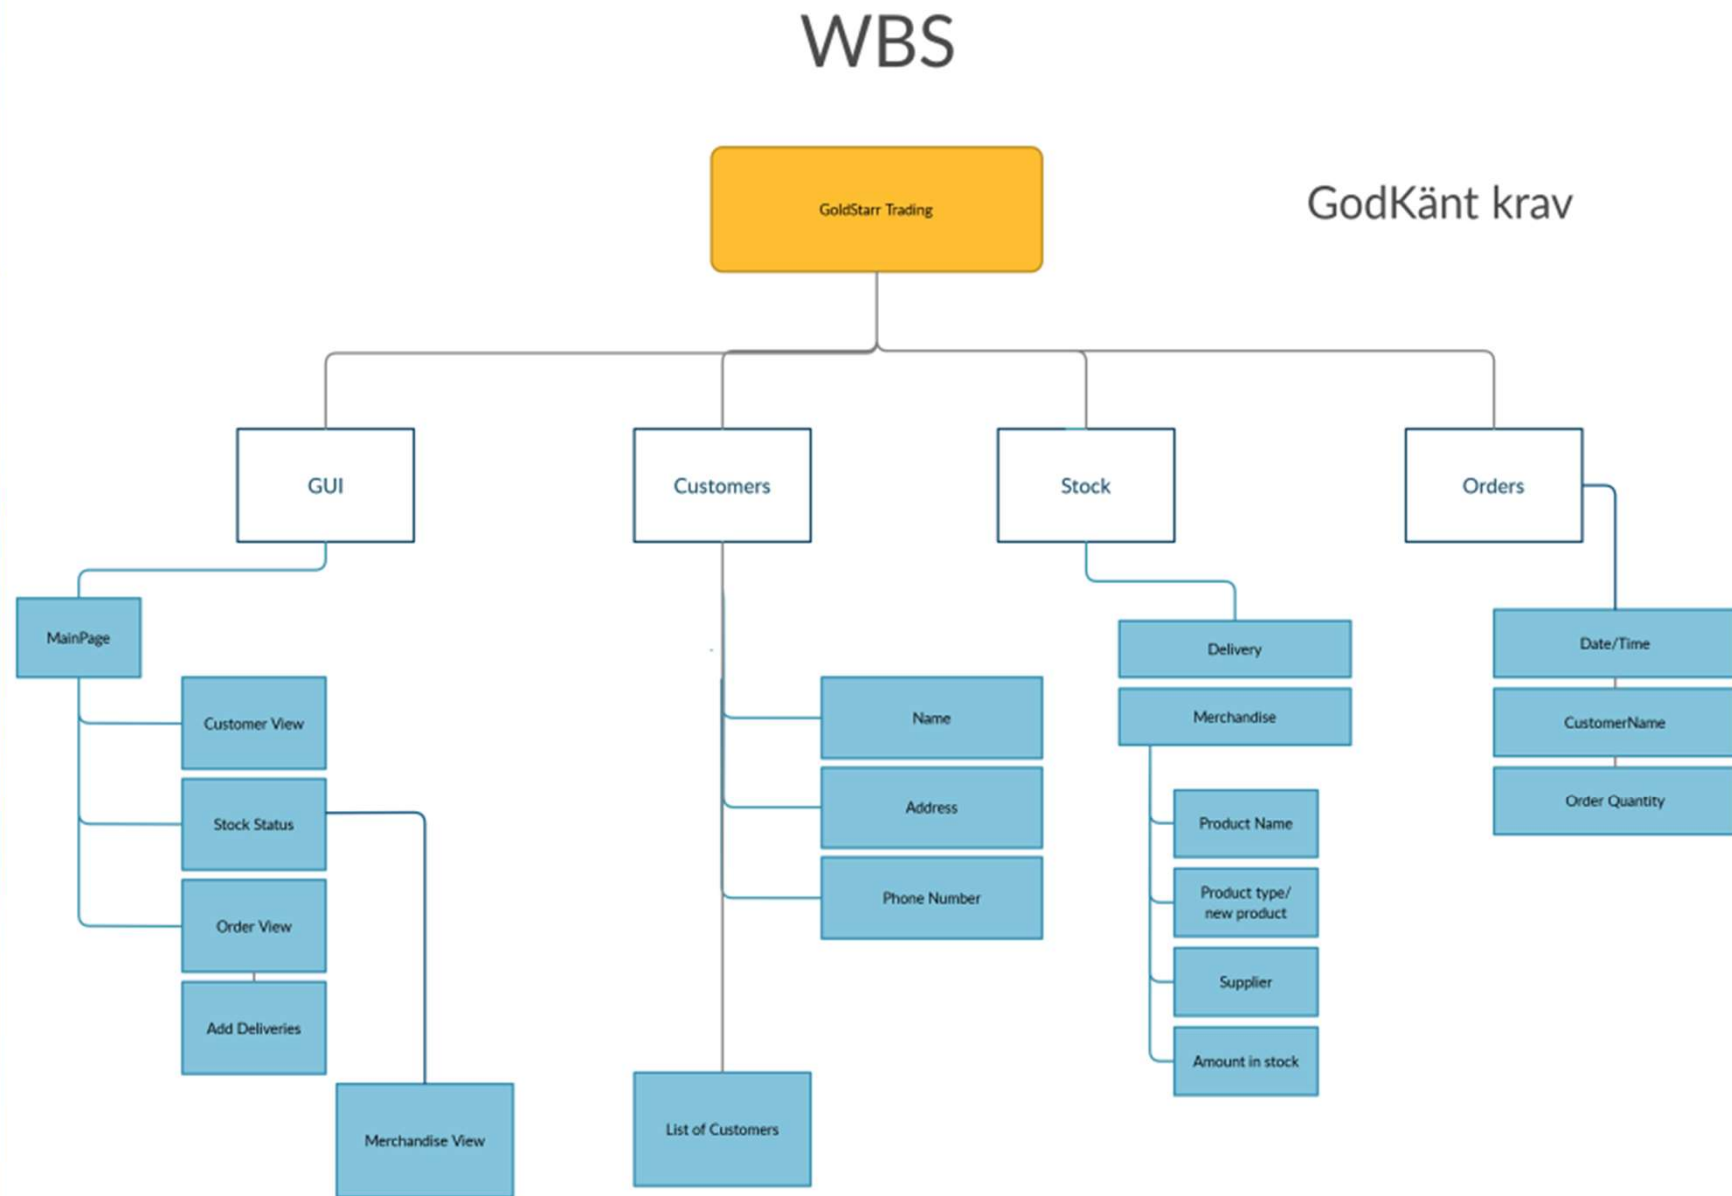 WBS
GoldStarr Trading
GodKänt krav
GUI
Customers
Stock
Orders
MainPage
Customer View
Stock Status
Order View
Add Deliveries
Merchandise View
Name
Address
Phone Number
List of Customers
Delivery
Merchandise
Product Name
Product type/
new product
Supplier
Amount in stock
Date/Time
CustomerName
Order Quantity